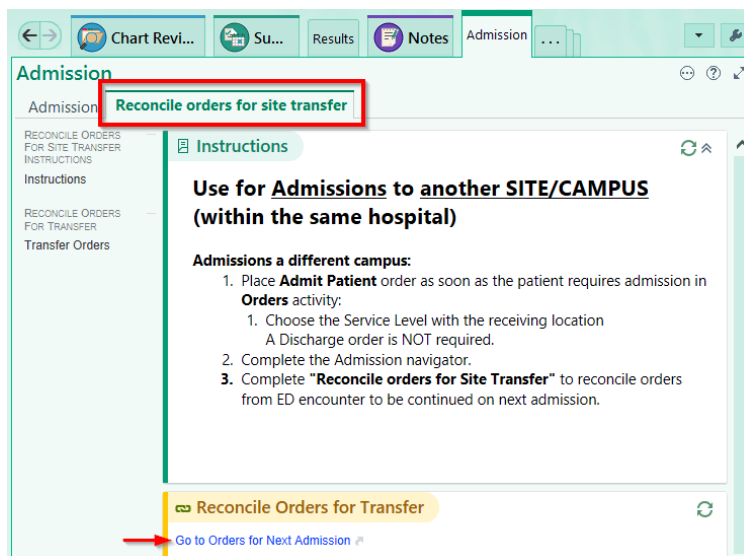 Chart Revi... Su... Results Notes Admission ...
Admission
Admission Reconcile orders for site transfer
RECONCILE ORDERS
FOR SITE TRANSFER
INSTRUCTIONS
Instructions
RECONCILE ORDERS
FOR TRANSFER
Transfer Orders
Instructions
Use for Admissions to another SITE/CAMPUS
(within the same hospital)
Admissions a different campus:
1. Place Admit Patient order as soon as the patient requires admission in
Orders activity:
1. Choose the Service Level with the receiving location
A Discharge order is NOT required.
2. Complete the Admission navigator.
3. Complete "Reconcile orders for Site Transfer" to reconcile orders
from ED encounter to be continued on next admission.
Reconcile Orders for Transfer
Go to Orders for Next Admission